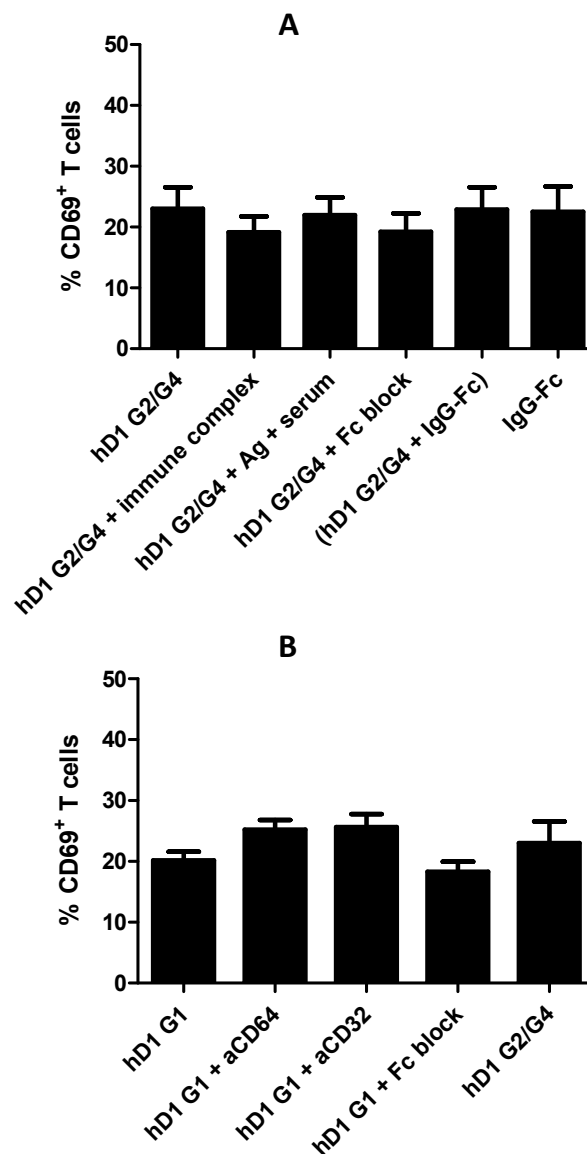 A
% CD69+ T cells
50
40
30
20
10
0
hD1 G2/G4
hD1 G2/G4 + immune complex
hD1 G2/G4 + Ag + serum
hD1 G2/G4 + Fc block
(hD1 G2/G4 + IgG-Fc)
IgG-Fc
B
% CD69+ T cells
50
40
30
20
10
0
hD1 G1
hD1 G1 + aCD64
hD1 G1 + aCD32
hD1 G1 + Fc block
hD1 G2/G4